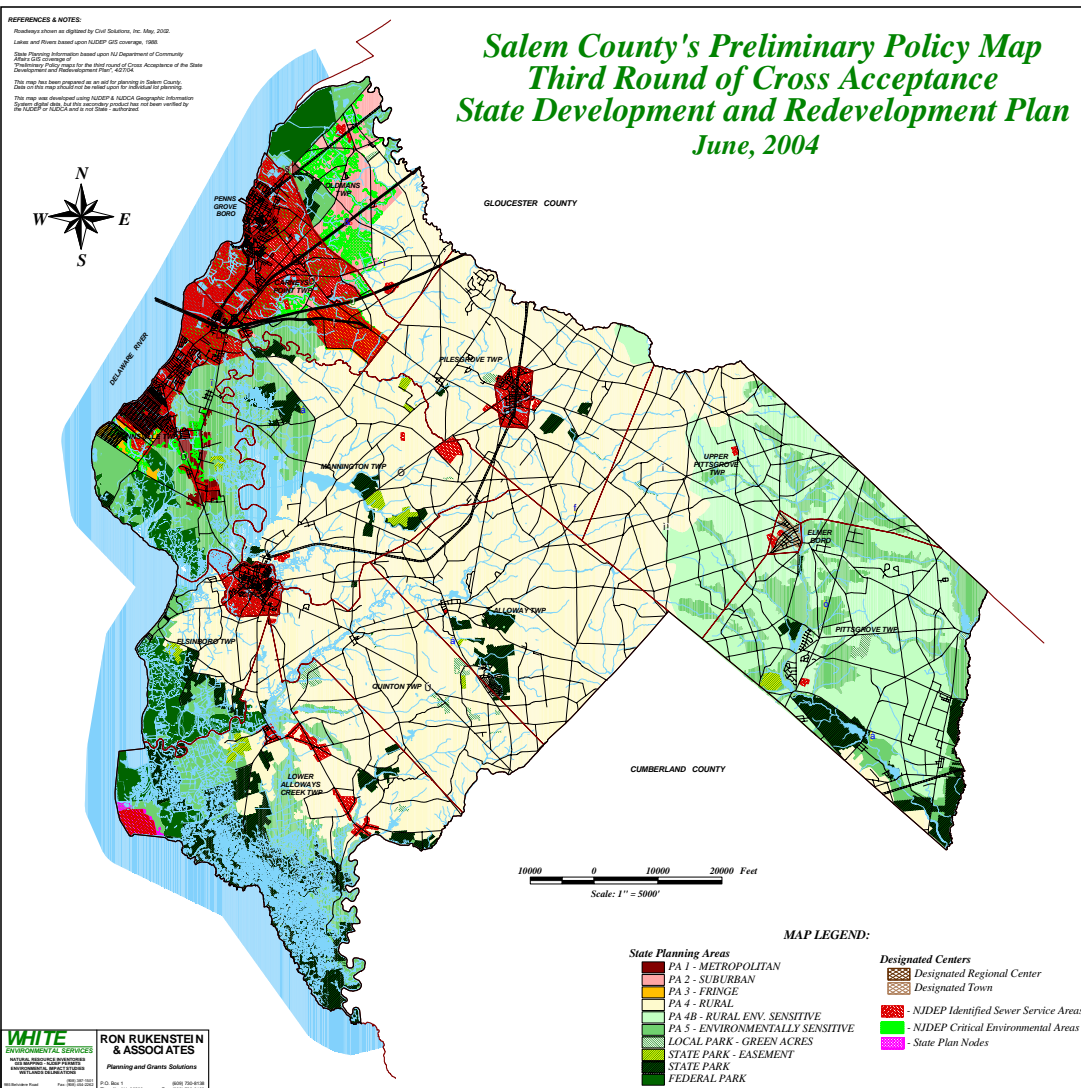 REFERENCES & NOTES:
Roadways shown as digitized by Civil Solutions, Inc. May, 2002.
Lakes and Rivers based upon NJDEP GIS coverage, 1986.
State Planning Information based upon NJ Department of Community
Affairs GIS coverage of
"Preliminary Policy maps for the third round of Cross Acceptance of the State
Development and Redevelopment Plan", 4/27/04.
This map has been prepared as an aid for planning in Salem County.
Data on this map should not be relied upon for individual lot planning.
This map was developed using NJDEP & NJDCA Geographic Information
System digital data, but this secondary product has not been verified by
the NJDEP or NJDCA and is not State - authorized.
Salem County's Preliminary Policy Map
Third Round of Cross Acceptance
State Development and Redevelopment Plan
June, 2004
N
W E
S
PENNS
GROVE
BORO
OLDMANS
TWP
GLOUCESTER COUNTY
CARNEYS
POINT TWP
DELAWARE RIVER
PILESGROVE TWP
MANNINGTON TWP
UPPER
PITTSGROVE
TWP
ELMER
BORO
ALLOWAY TWP
PITTSGROVE TWP
ELSINBORO TWP
QUINTON TWP
LOWER
ALLOWAYS
CREEK TWP
CUMBERLAND COUNTY
10000 0 10000 20000 Feet
Scale: 1" = 5000'
MAP LEGEND:
State Planning Areas
PA 1 - METROPOLITAN
PA 2 - SUBURBAN
PA 3 - FRINGE
PA 4 - RURAL
PA 4B - RURAL ENV. SENSITIVE
PA 5 - ENVIRONMENTALLY SENSITIVE
LOCAL PARK - GREEN ACRES
STATE PARK - EASEMENT
STATE PARK
FEDERAL PARK
Designated Centers
Designated Regional Center
Designated Town
- NJDEP Identified Sewer Service Areas
- NJDEP Critical Environmental Areas
- State Plan Nodes
WHITE
ENVIRONMENTAL SERVICES
NATURAL RESOURCE INVENTORIES
GIS MAPPING - NJDEP PERMITS
ENVIRONMENTAL IMPACT STUDIES
WETLANDS DELINEATIONS
RON RUKENSTEIN
& ASSOCIATES
Planning and Grants Solutions
P.O. Box 1